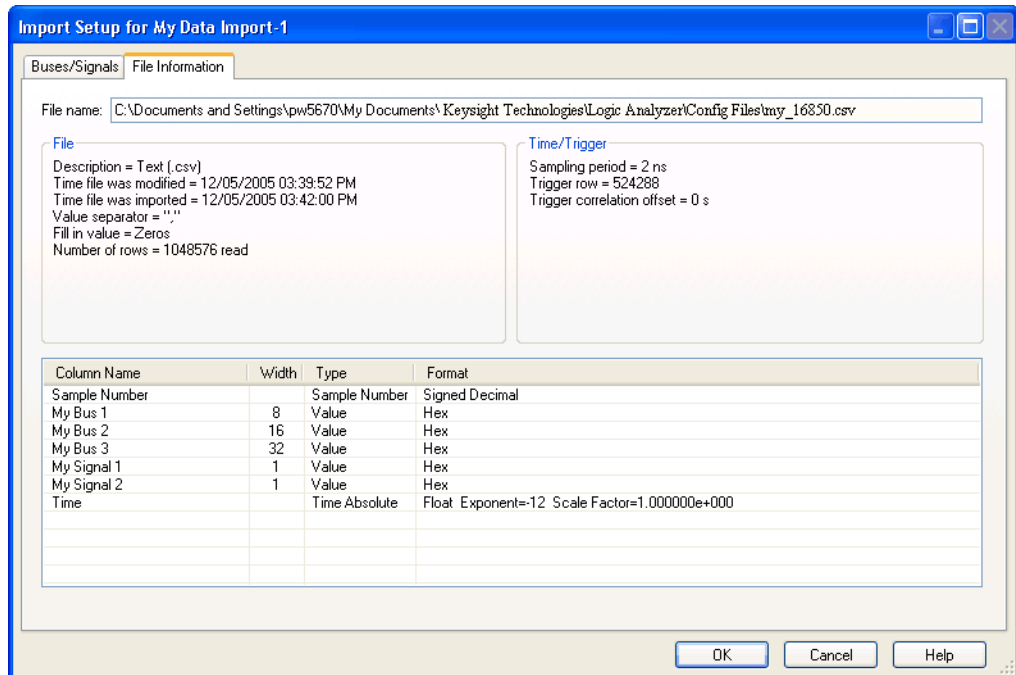 Import Setup for My Data Import-1
Buses/Signals File Information
File name: C:\Documents and Settings\pw5670\My Documents\ Keysight Technologies\Logic Analyzer\Config Files\my_16850.csv
File
Description = Text (.csv)
Time file was modified = 12/05/2005 03:39:52 PM
Time file was imported = 12/05/2005 03:42:00 PM
Value separator = ","
Fill in value = Zeros
Number of rows = 1048576 read
Time/Trigger
Sampling period = 2 ns
Trigger row = 524288
Trigger correlation offset = 0 s
Column Name Width Type Format
Sample Number Sample Number Signed Decimal
My Bus 1 8 Value Hex
My Bus 2 16 Value Hex
My Bus 3 32 Value Hex
My Signal 1 1 Value Hex
My Signal 2 1 Value Hex
Time Time Absolute Float Exponent=-12 Scale Factor=1.000000e+000
OK Cancel Help